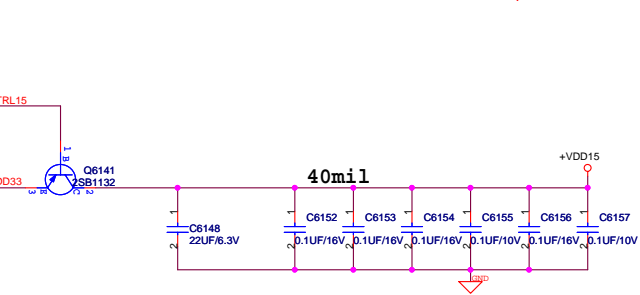 TRL15
1
B
Q6141
2SB1132
DD33
3
E
C
2
40mil
+VDD15
1
C6148
22UF/6.3V
2
1
C6152
0.1UF/16V
2
1
C6153
0.1UF/16V
2
1
C6154
0.1UF/16V
2
1
C6155
0.1UF/10V
2
1
C6156
0.1UF/16V
2
1
C6157
0.1UF/10V
2
GND